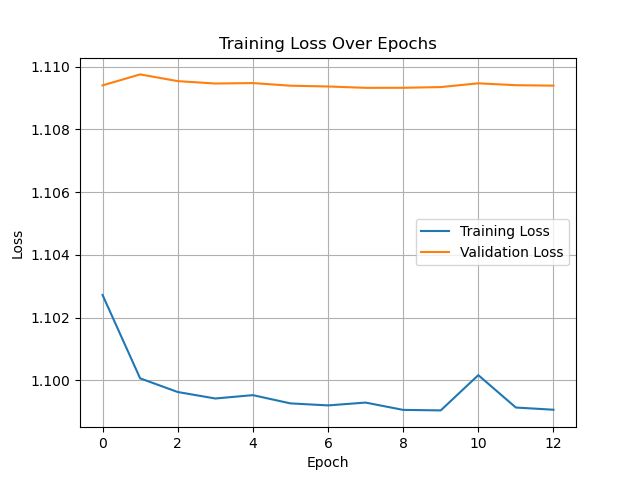 Training Loss Over Epochs
1.110
1.108
1.106
1.104
1.102
1.100
Loss
Training Loss
Validation Loss
0 2 4 6 8 10 12
Epoch